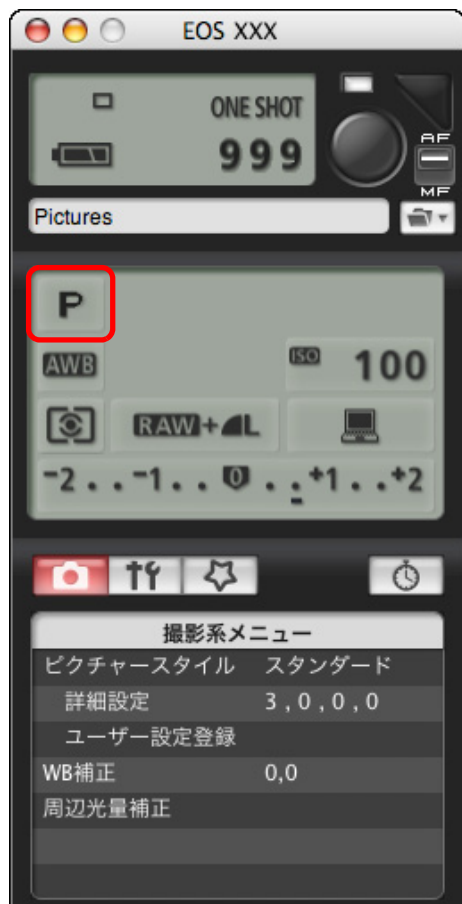 EOS XXX
ONE SHOT
999
AF
MF
Pictures
P
AWB
ISO 100
RAW+L
-2..-1..0..+1..+2
撮影系メニュー
ピクチャースタイル スタンダード
詳細設定 3,0,0,0
ユーザー設定登録
WB補正 0,0
周辺光量補正